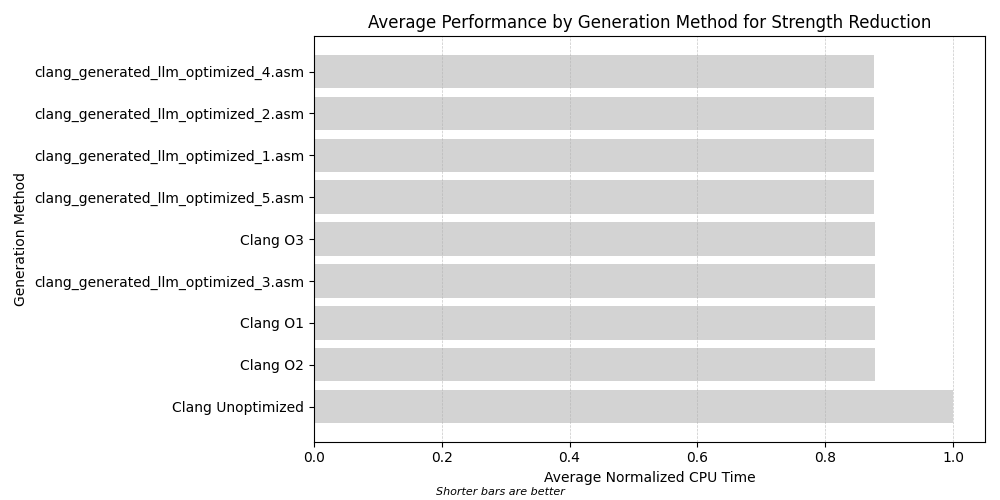 Average Performance by Generation Method for Strength Reduction
Generation Method
clang_generated_llm_optimized_4.asm
clang_generated_llm_optimized_2.asm
clang_generated_llm_optimized_1.asm
clang_generated_llm_optimized_5.asm
Clang O3
clang_generated_llm_optimized_3.asm
Clang O1
Clang O2
Clang Unoptimized
0.0 0.2 0.4 0.6 0.8 1.0
Average Normalized CPU Time
Shorter bars are better